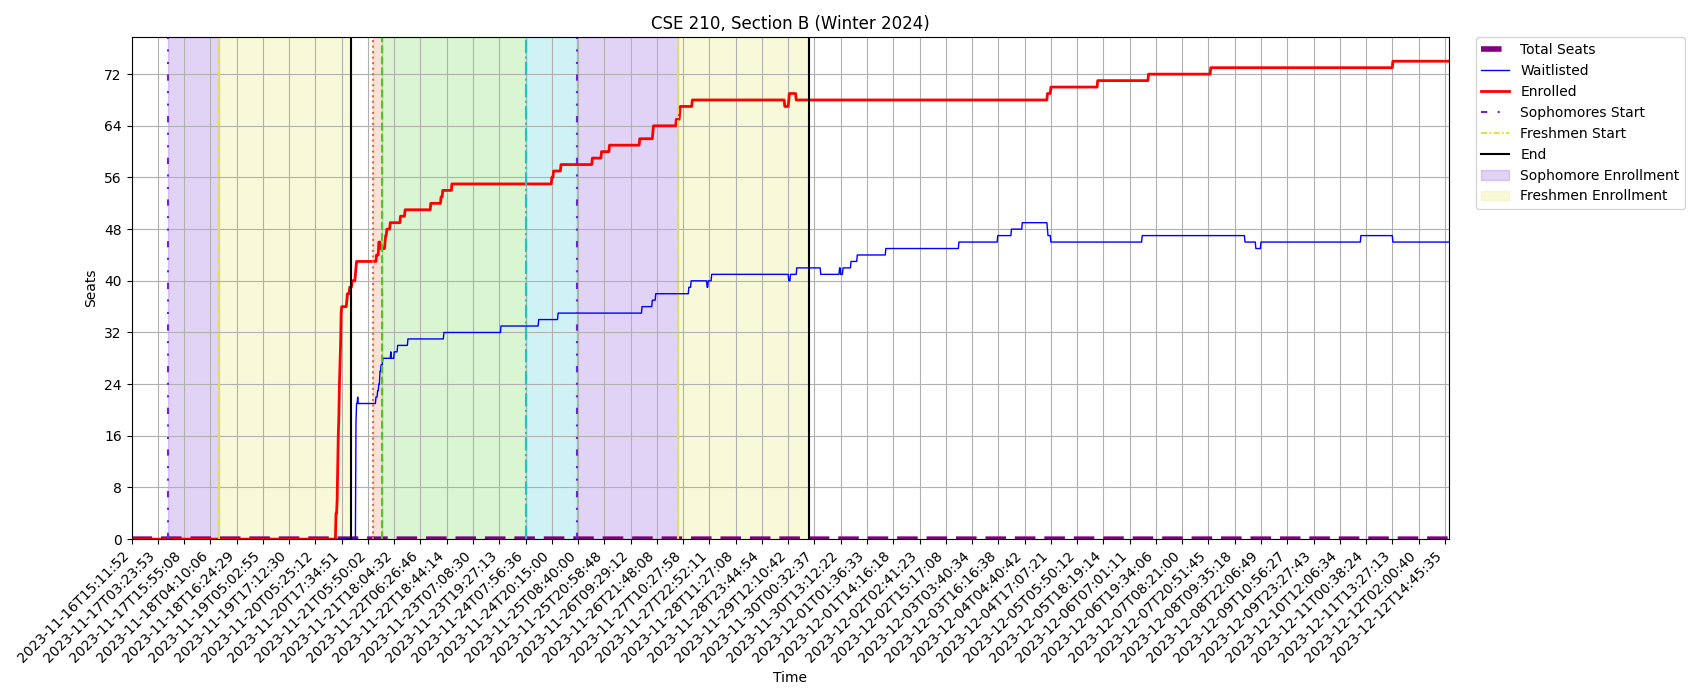 CSE 210, Section B (Winter 2024)
Total Seats
Waitlisted
Enrolled
Sophomores Start
Freshmen Start
End
Sophomore Enrollment
Freshmen Enrollment
Seats
72
64
56
48
40
32
24
16
8
0
2023-11-16T15:11:52
2023-11-17T03:23:53
2023-11-17T15:55:08
2023-11-18T04:10:06
2023-11-18T16:24:29
2023-11-19T05:02:55
2023-11-19T17:12:30
2023-11-20T05:25:12
2023-11-20T17:34:51
2023-11-21T05:50:02
2023-11-21T18:04:32
2023-11-22T06:26:46
2023-11-22T18:44:14
2023-11-23T07:08:30
2023-11-23T19:27:13
2023-11-24T07:56:36
2023-11-24T20:15:00
2023-11-25T08:40:00
2023-11-25T20:58:48
2023-11-26T09:29:12
2023-11-26T21:48:08
2023-11-27T10:27:58
2023-11-27T22:52:11
2023-11-28T11:27:08
2023-11-28T23:44:54
2023-11-29T12:10:42
2023-11-30T00:32:37
2023-11-30T13:12:22
2023-12-01T01:36:33
2023-12-01T14:16:18
2023-12-02T02:41:23
2023-12-02T15:17:08
2023-12-03T03:40:34
2023-12-03T16:16:38
2023-12-04T04:40:42
2023-12-04T17:07:21
2023-12-05T05:50:12
2023-12-05T18:19:14
2023-12-06T07:01:11
2023-12-06T19:34:06
2023-12-07T08:21:00
2023-12-07T20:51:45
2023-12-08T09:35:18
2023-12-08T22:06:49
2023-12-09T10:56:27
2023-12-09T23:27:43
2023-12-10T12:06:34
2023-12-11T00:38:24
2023-12-11T13:27:13
2023-12-12T02:00:40
2023-12-12T14:45:35
Time